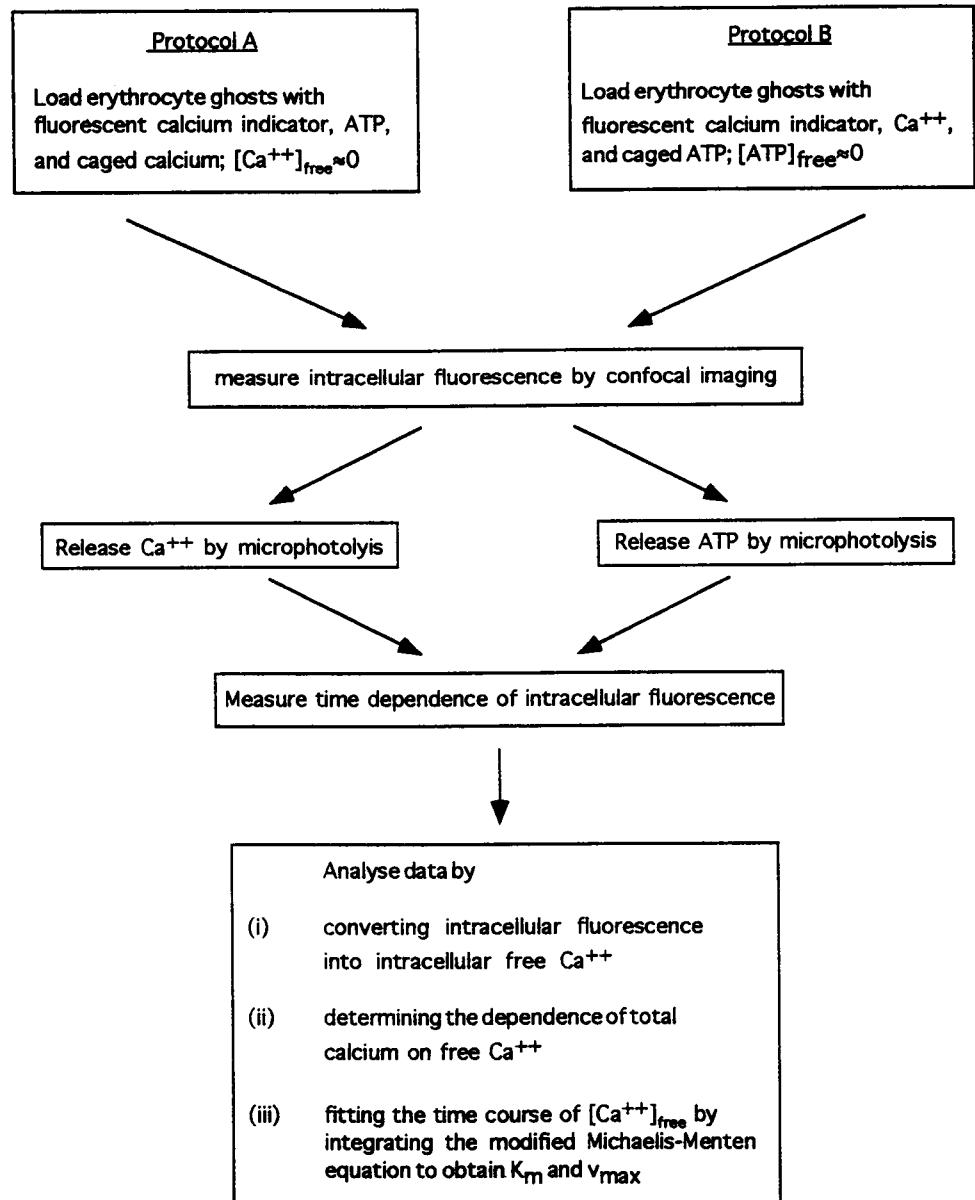 Protocol A
Load erythrocyte ghosts with
fluorescent calcium indicator, ATP,
and caged calcium; [Ca++]free≈0
Protocol B
Load erythrocyte ghosts with
fluorescent calcium indicator, Ca++,
and caged ATP; [ATP]free≈0
measure intracellular fluorescence by confocal imaging
Release Ca++ by microphotolyis
Release ATP by microphotolysis
Measure time dependence of intracellular fluorescence
Analyse data by
(i) converting intracellular fluorescence
into intracellular free Ca++
(ii) determining the dependence of total
calcium on free Ca++
(iii) fitting the time course of [Ca++]free by
integrating the modified Michaelis-Menten
equation to obtain Km and vmax